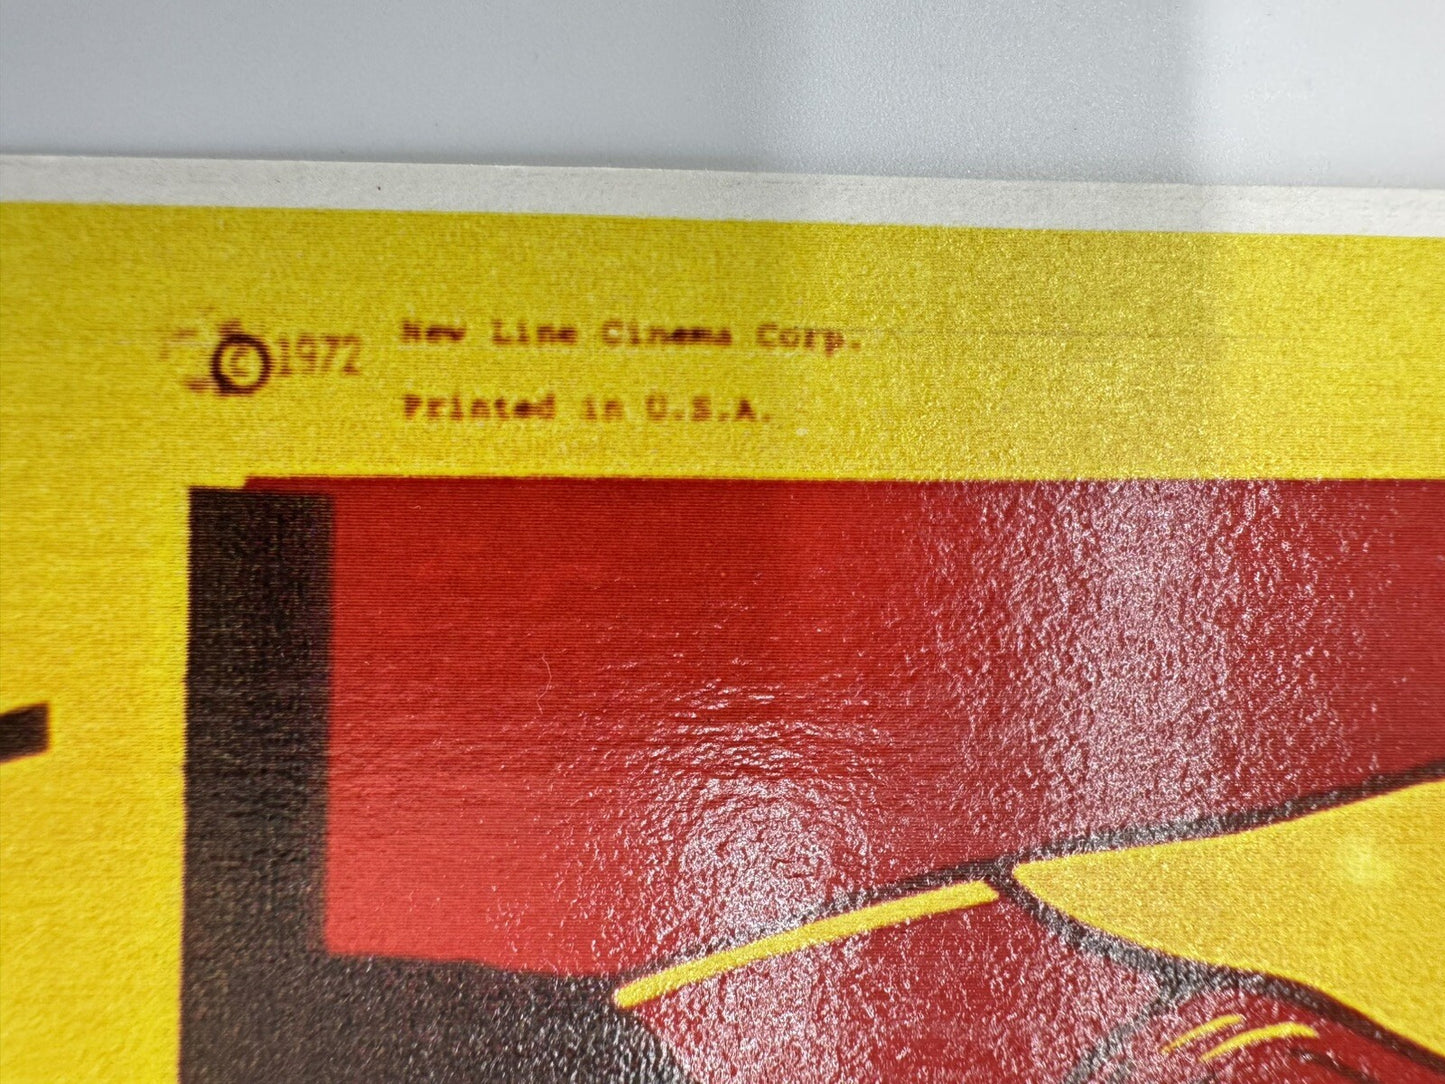 ©1972 New Line Cinema Corp.
Printed in U.S.A.